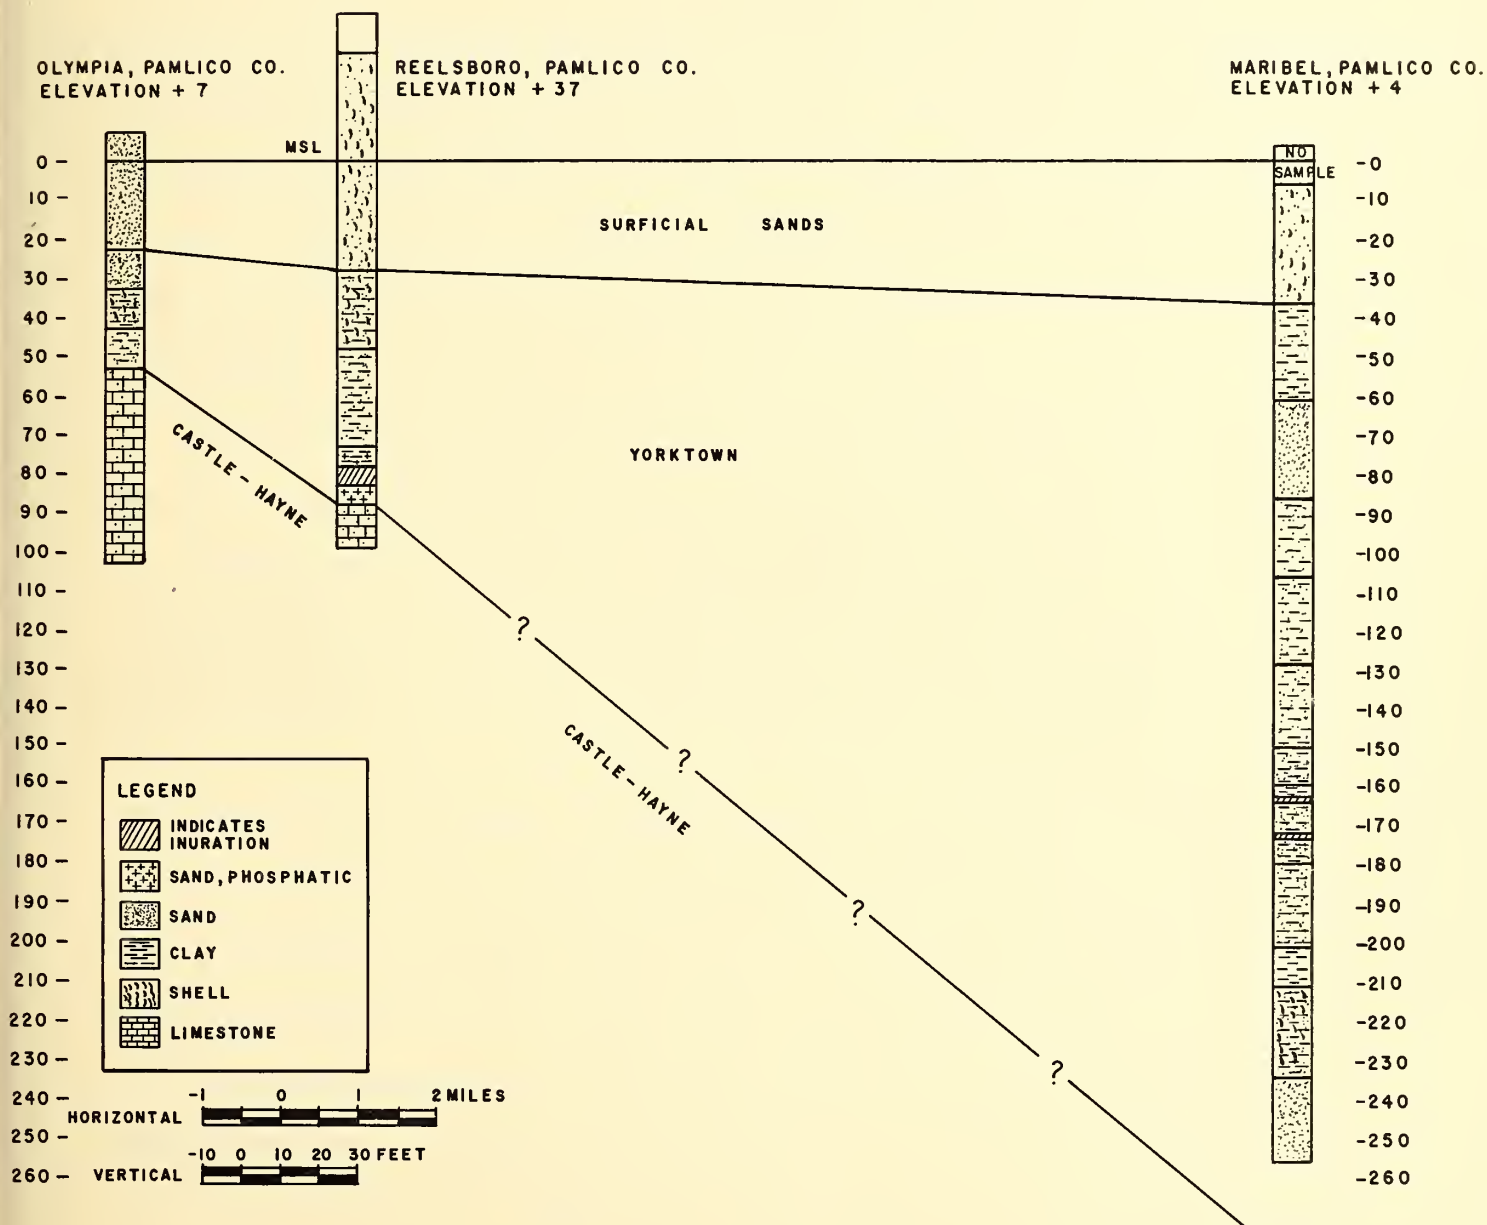 OLYMPIA, PAMLICO CO.
ELEVATION + 7
REELSBORO, PAMLICO CO.
ELEVATION + 37
MARIBEL, PAMLICO CO.
ELEVATION + 4
MSL
NO
SAMPLE
0 –
10 –
20 –
30 –
40 –
50 –
60 –
70 –
80 –
90 –
100 –
110 –
120 –
130 –
140 –
150 –
160 –
170 –
180 –
190 –
200 –
210 –
220 –
230 –
240 –
250 –
260 –
SURFICIAL SANDS
YORKTOWN
CASTLE – HAYNE
?
?
CASTLE – HAYNE
?
?
-0
-10
-20
-30
-40
-50
-60
-70
-80
-90
-100
-110
-120
-130
-140
-150
-160
-170
-180
-190
-200
-210
-220
-230
-240
-250
-260
LEGEND
INDICATES
INURATION
SAND, PHOSPHATIC
SAND
CLAY
SHELL
LIMESTONE
-1 0 1 2 MILES
HORIZONTAL
-10 0 10 20 30 FEET
VERTICAL